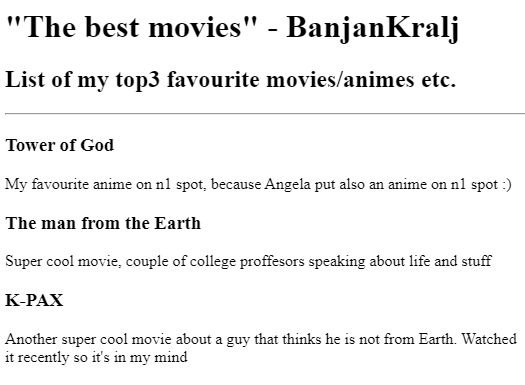 "The best movies" - BanjanKralj
List of my top3 favourite movies/animes etc.
Tower of God
My favourite anime on n1 spot, because Angela put also an anime on n1 spot :)
The man from the Earth
Super cool movie, couple of college proffesors speaking about life and stuff
K-PAX
Another super cool movie about a guy that thinks he is not from Earth. Watched
it recently so it's in my mind